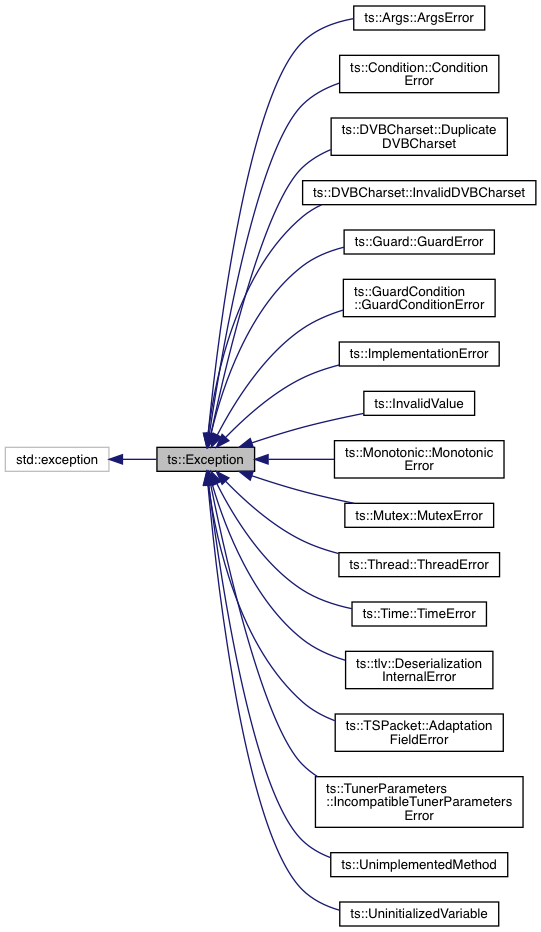 ts::Args::ArgsError
ts::Condition::Condition
Error
ts::DVBCharset::Duplicate
DVBCharset
ts::DVBCharset::InvalidDVBCharset
ts::Guard::GuardError
ts::GuardCondition
::GuardConditionError
ts::ImplementationError
ts::InvalidValue
std::exception
ts::Exception
ts::Monotonic::Monotonic
Error
ts::Mutex::MutexError
ts::Thread::ThreadError
ts::Time::TimeError
ts::tlv::Deserialization
InternalError
ts::TSPacket::Adaptation
FieldError
ts::TunerParameters
::IncompatibleTunerParameters
Error
ts::UnimplementedMethod
ts::UninitializedVariable